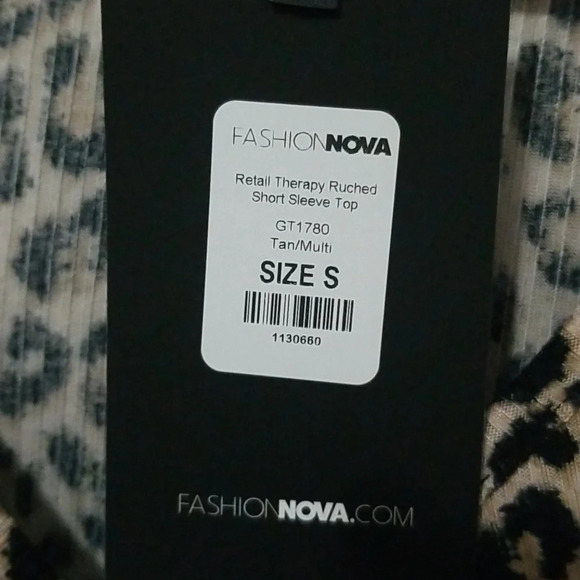 FASHIONNOVA
Retail Therapy Ruched
Short Sleeve Top
GT1780
Tan/Multi
SIZE S
1130660
FASHIONNOVA.COM